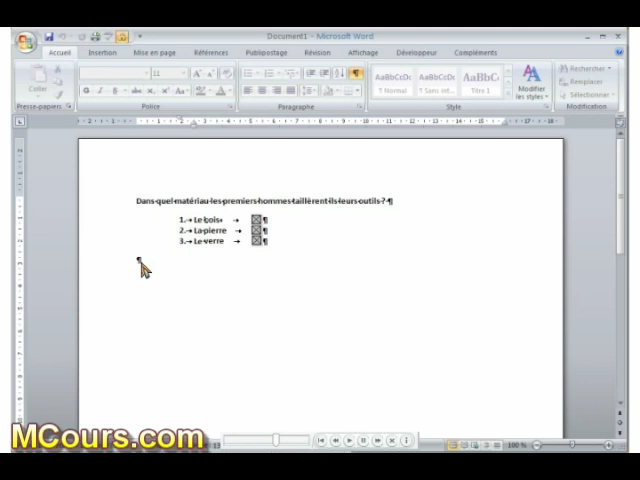 Document1 - Microsoft Word
Accueil Insertion Mise en page Références Publipostage Révision Affichage Développeur Compléments
Coller
11
G I S
AaBbCcDc AaBbCcDc AaBbC
¶ Normal ¶ Sans int... Titre 1
Modifier les styles
Rechercher
Remplacer
Sélectionner
Presse-papiers Police Paragraphe Style Modification
Dans quel matériau les premiers hommes taillèrent ils leurs outils ? ¶
1. → Le bois → ¶
2. → La pierre → ¶
3. → Le verre → ¶
¶
MCours.com
100 %